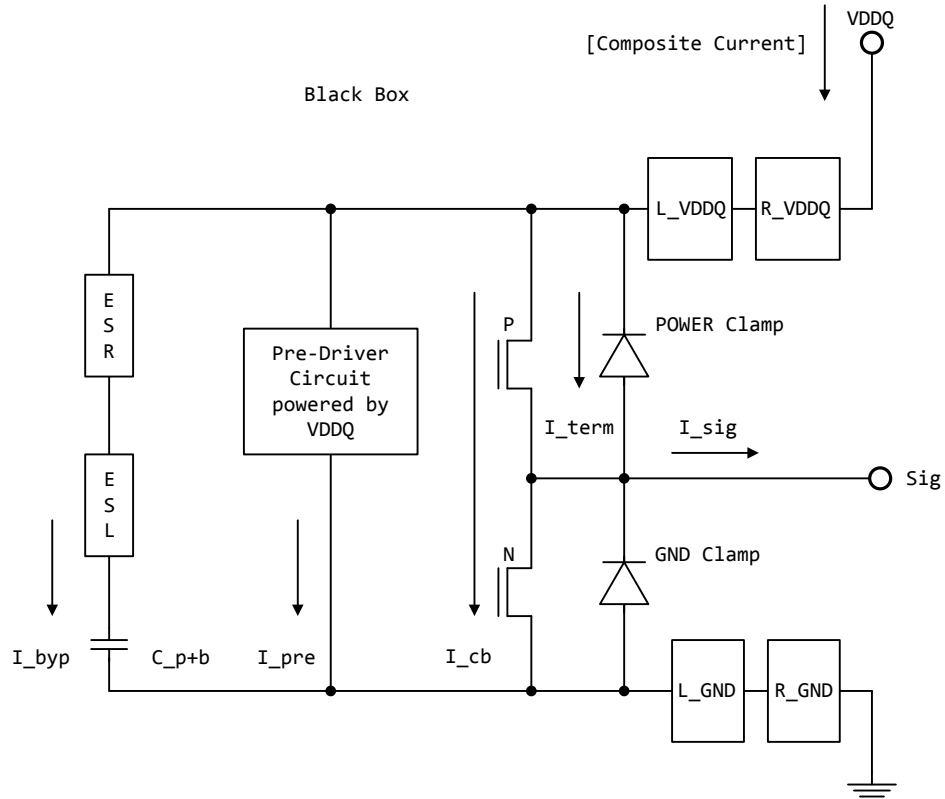 VDDQ
[Composite Current]
Black Box
L_VDDQ
R_VDDQ
E
S
R
P
POWER Clamp
Pre-Driver
Circuit
powered by
VDDQ
I_term
I_sig
E
S
L
Sig
N
GND Clamp
I_byp
C_p+b
I_pre
I_cb
L_GND
R_GND